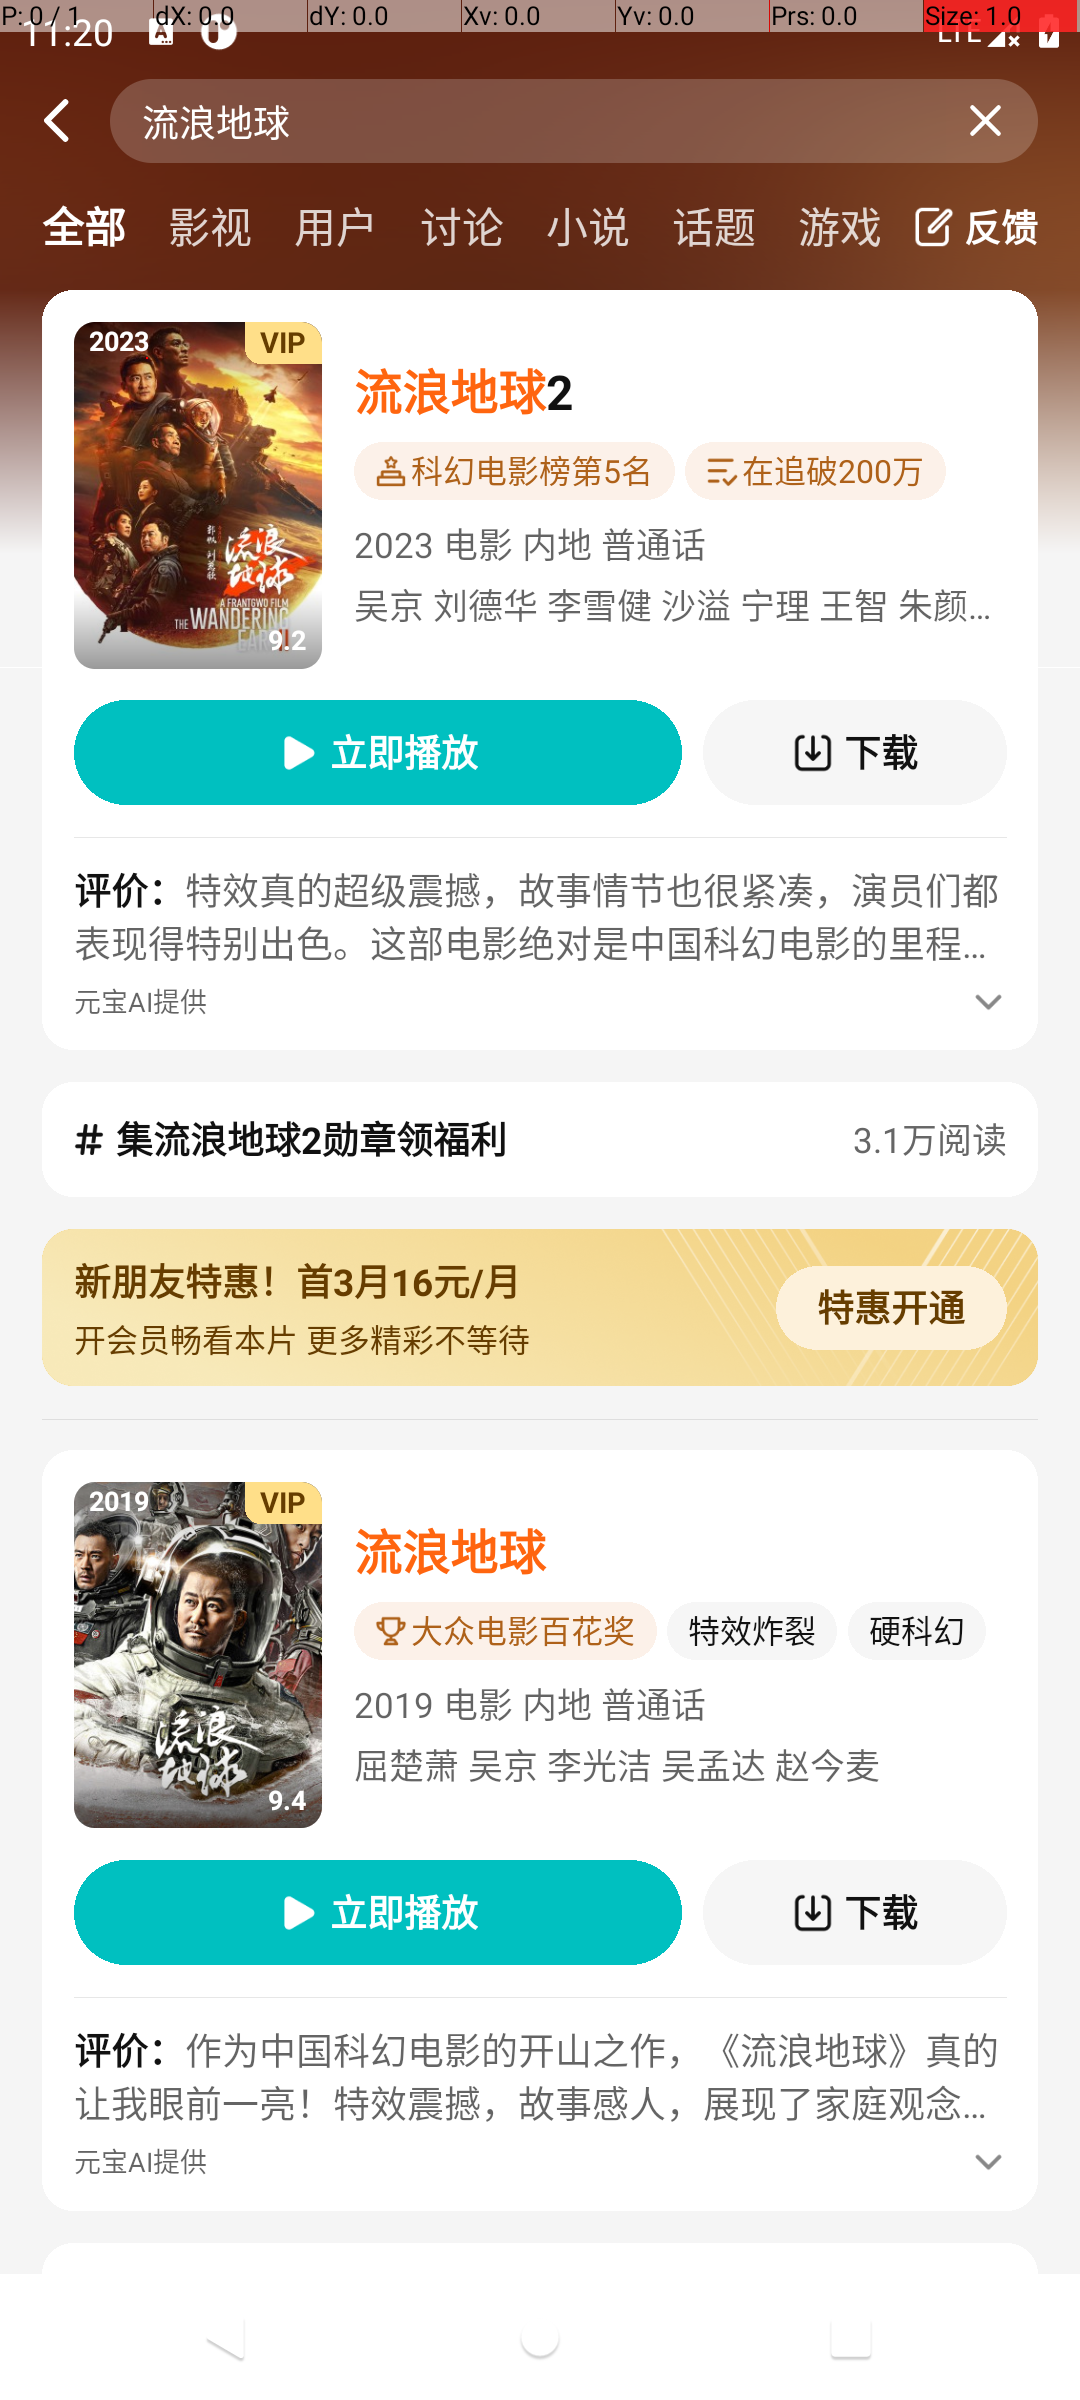 P: 0 / 1 dX: 0.0 dY: 0.0 Xv: 0.0 Yv: 0.0 Prs: 0.0 Size: 1.0
11:20 LTE
流浪地球
全部 影视 用户 讨论 小说 话题 游戏 反馈
2023 VIP
流浪地球
A FRANTGWO FILM
THE WANDERING
EARTH II
9.2
流浪地球2
科幻电影榜第5名 在追破200万
2023 电影 内地 普通话
吴京 刘德华 李雪健 沙溢 宁理 王智 朱颜...
立即播放 下载
评价：特效真的超级震撼，故事情节也很紧凑，演员们都
表现得特别出色。这部电影绝对是中国科幻电影的里程...
元宝AI提供
# 集流浪地球2勋章领福利 3.1万阅读
新朋友特惠！首3月16元/月
开会员畅看本片 更多精彩不等待
特惠开通
2019 VIP
流浪地球
9.4
流浪地球
大众电影百花奖 特效炸裂 硬科幻
2019 电影 内地 普通话
屈楚萧 吴京 李光洁 吴孟达 赵今麦
立即播放 下载
评价：作为中国科幻电影的开山之作，《流浪地球》真的
让我眼前一亮！特效震撼，故事感人，展现了家庭观念...
元宝AI提供